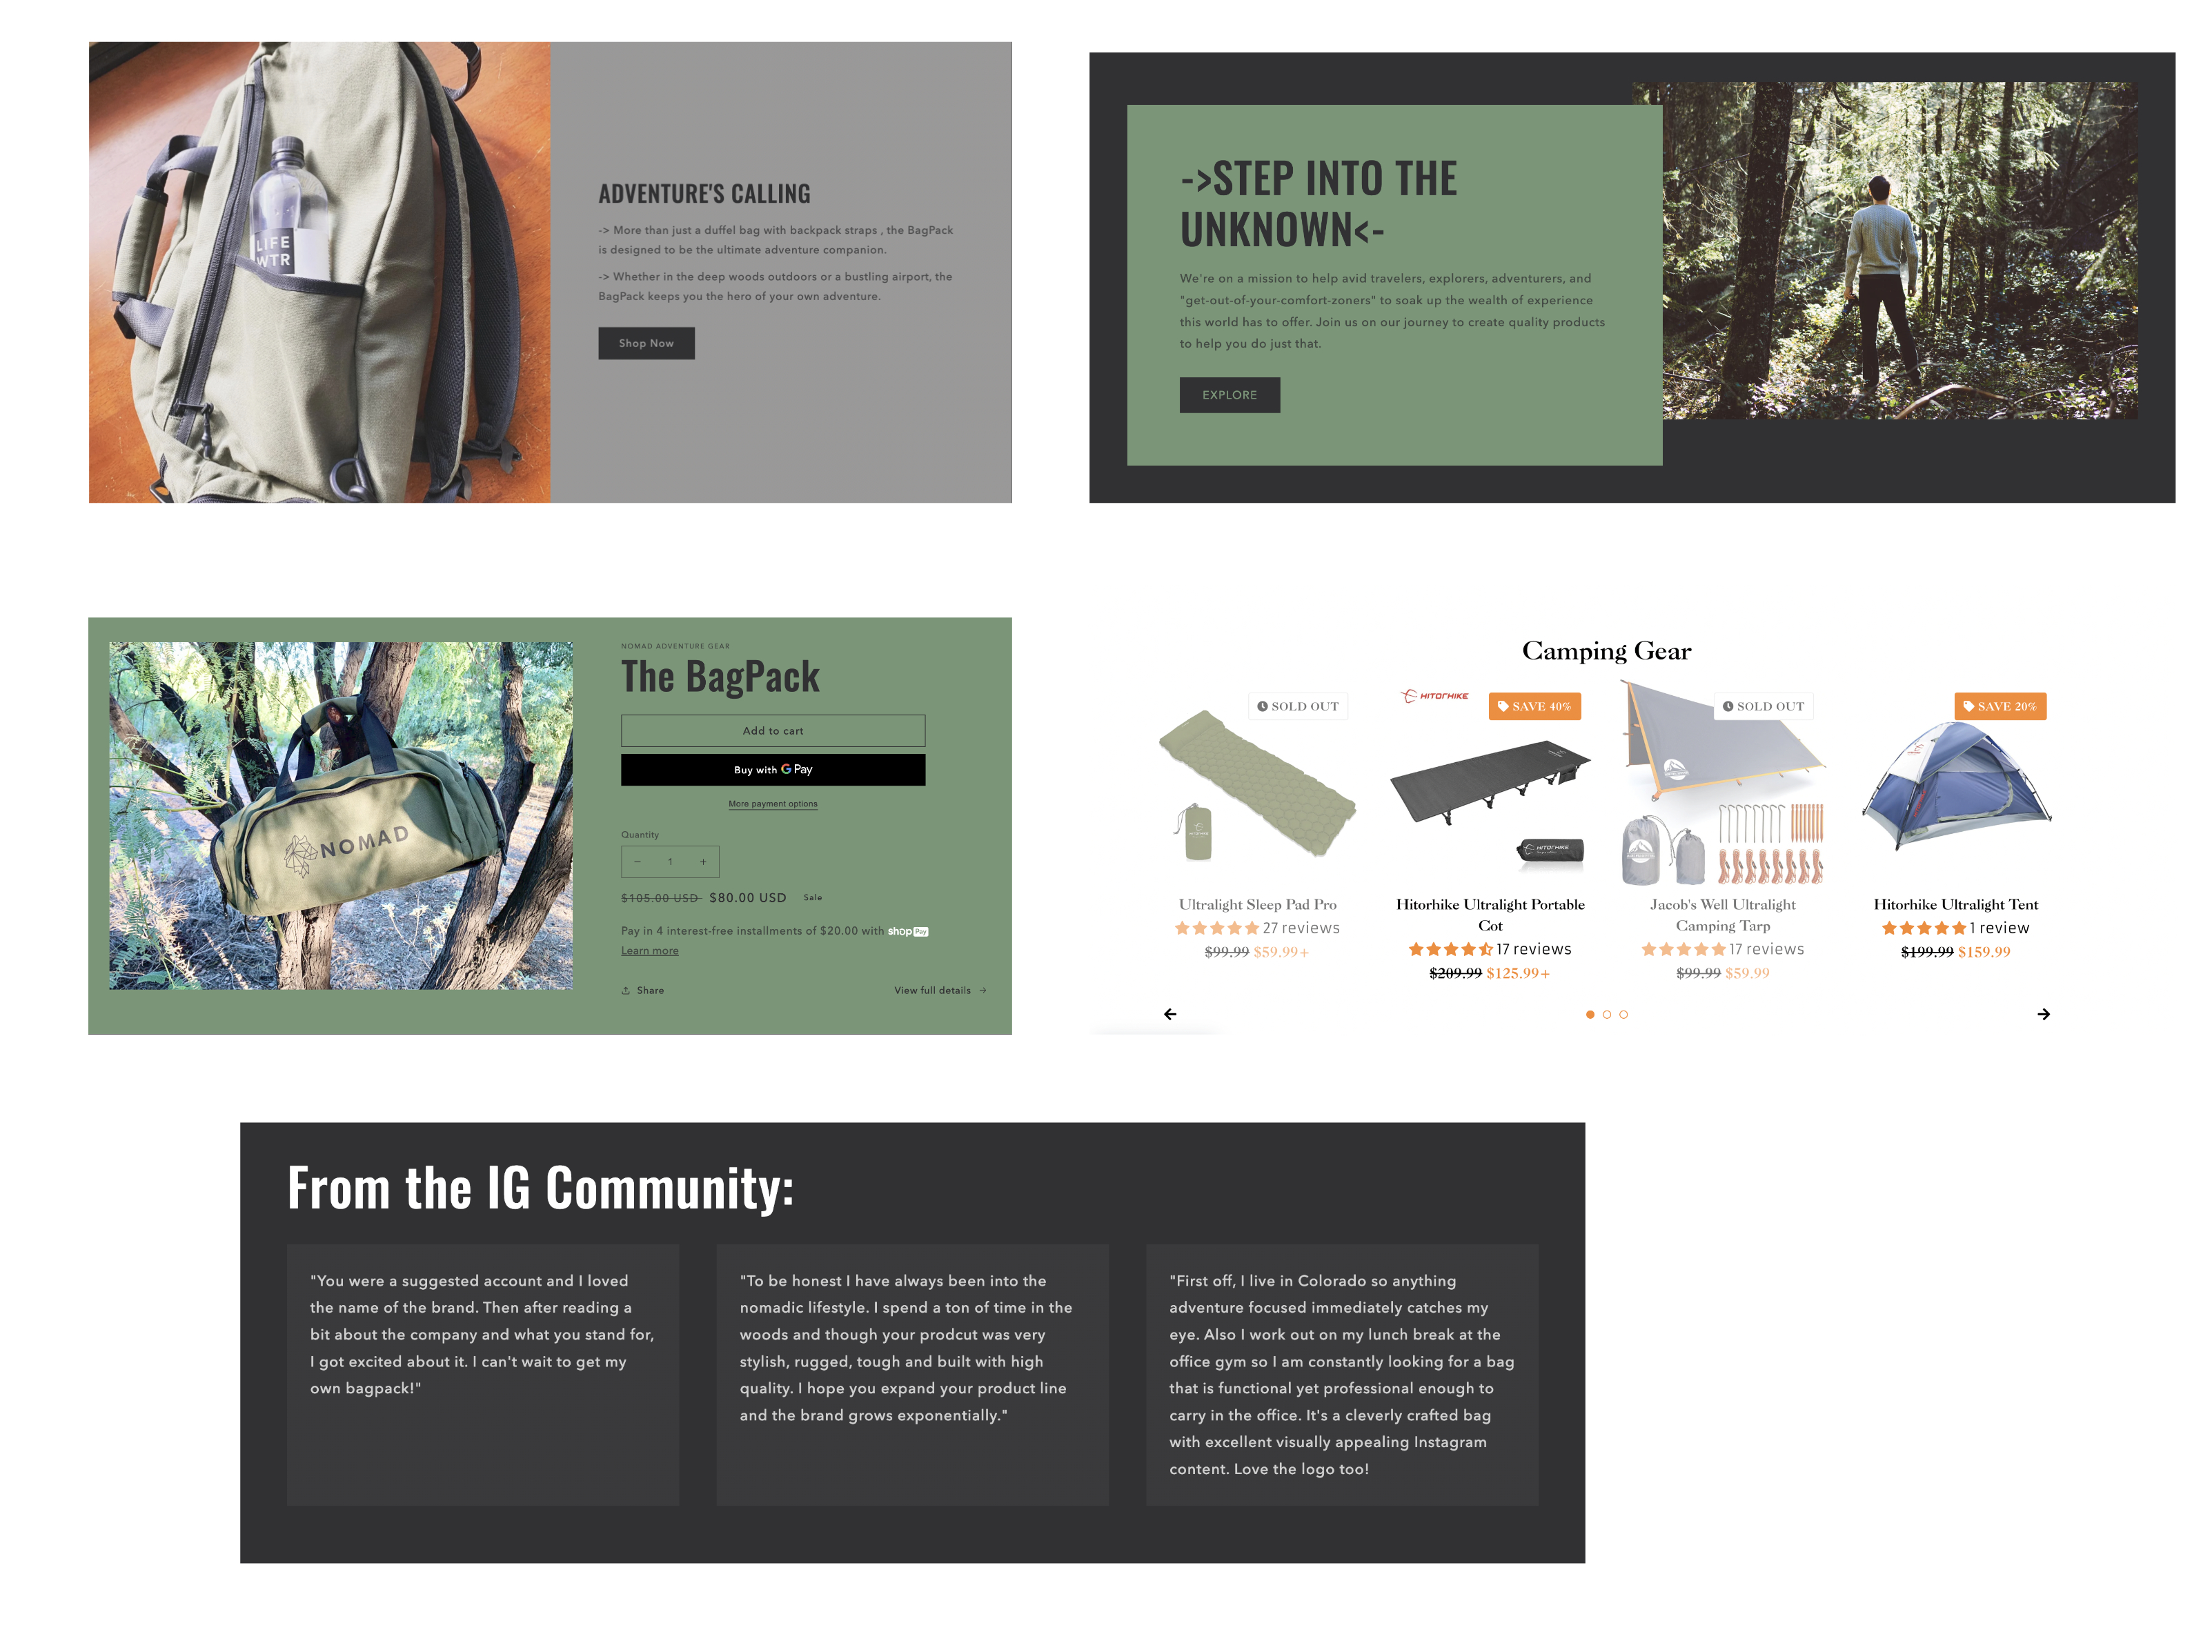 LIFE
WTR
ADVENTURE'S CALLING
-> More than just a duffel bag with backpack straps , the BagPack
is designed to be the ultimate adventure companion.
-> Whether in the deep woods outdoors or a bustling airport, the
BagPack keeps you the hero of your own adventure.
Shop Now
->STEP INTO THE
UNKNOWN<-
We're on a mission to help avid travelers, explorers, adventurers, and
"get-out-of-your-comfort-zoners" to soak up the wealth of experience
this world has to offer. Join us on our journey to create quality products
to help you do just that.
EXPLORE
NOMAD
NOMAD ADVENTURE GEAR
The BagPack
Add to cart
Buy with G Pay
More payment options
Quantity
− 1 +
$105.00 USD $80.00 USD Sale
Pay in 4 interest-free installments of $20.00 with shop Pay
Learn more
Share
View full details →
Camping Gear
SOLD OUT
HITORHIKE
SAVE 40%
SOLD OUT
SAVE 20%
HITORHIKE
HITORHIKE
Ultralight Sleep Pad Pro
27 reviews
$99.99 $59.99+
Hitorhike Ultralight Portable
Cot
17 reviews
$209.99 $125.99+
Jacob's Well Ultralight
Camping Tarp
17 reviews
$99.99 $59.99
Hitorhike Ultralight Tent
1 review
$199.99 $159.99
From the IG Community:
"You were a suggested account and I loved
the name of the brand. Then after reading a
bit about the company and what you stand for,
I got excited about it. I can't wait to get my
own bagpack!"
"To be honest I have always been into the
nomadic lifestyle. I spend a ton of time in the
woods and though your prodcut was very
stylish, rugged, tough and built with high
quality. I hope you expand your product line
and the brand grows exponentially."
"First off, I live in Colorado so anything
adventure focused immediately catches my
eye. Also I work out on my lunch break at the
office gym so I am constantly looking for a bag
that is functional yet professional enough to
carry in the office. It's a cleverly crafted bag
with excellent visually appealing Instagram
content. Love the logo too!